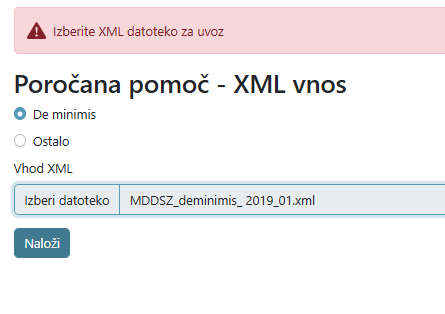 Izberite XML datoteko za uvoz
Poročana pomoč - XML vnos
De minimis
Ostalo
Vhod XML
Izberi datoteko MDDSZ_deminimis_ 2019_01.xml
Naloži